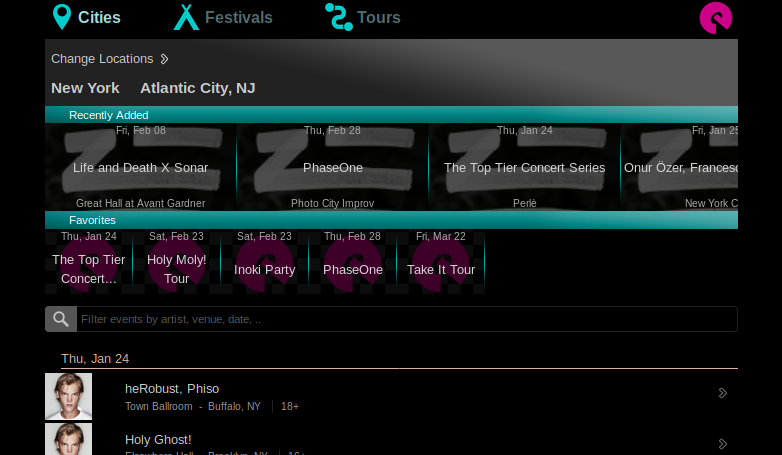 Cities
Festivals
Tours
Change Locations
New York
Atlantic City, NJ
Recently Added
Fri, Feb 08
Thu, Feb 28
Thu, Jan 24
Fri, Jan 25
Life and Death X Sonar
PhaseOne
The Top Tier Concert Series
Onur Özer, Francesc
Great Hall at Avant Gardner
Photo City Improv
Perlè
New York C
Favorites
Thu, Jan 24
Sat, Feb 23
Sat, Feb 23
Thu, Feb 28
Fri, Mar 22
The Top Tier
Concert...
Holy Moly!
Tour
Inoki Party
PhaseOne
Take It Tour
Filter events by artist, venue, date, ..
Thu, Jan 24
heRobust, Phiso
Town Ballroom - Buffalo, NY
18+
Holy Ghost!
Elsewhere Hall - Brooklyn, NY
16+